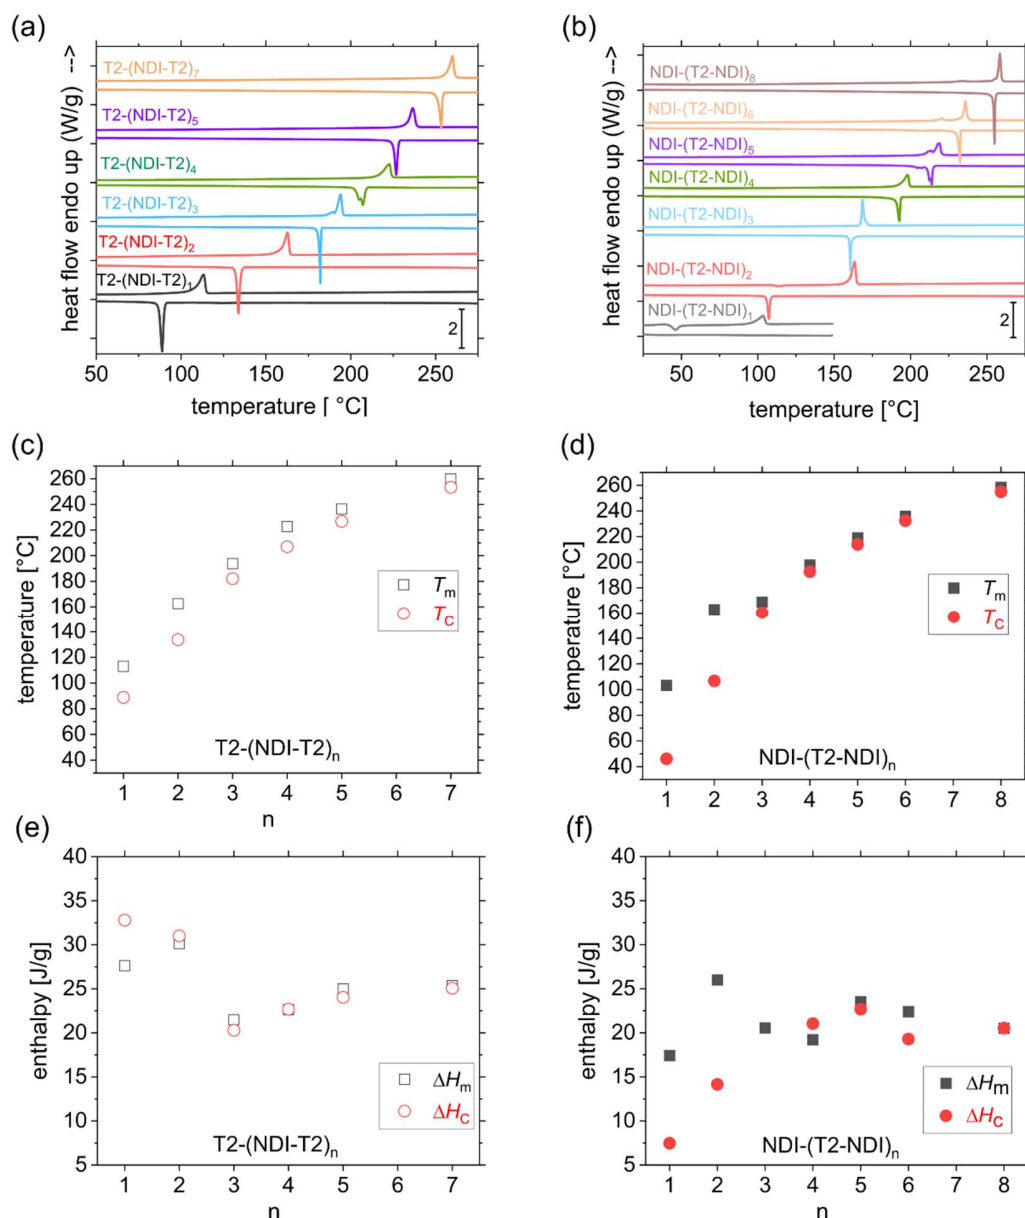 (a)
heat flow endo up (W/g) -->
T2-(NDI-T2)7
T2-(NDI-T2)5
T2-(NDI-T2)4
T2-(NDI-T2)3
T2-(NDI-T2)2
T2-(NDI-T2)1
2
50 100 150 200 250
temperature [ °C]
(b)
heat flow endo up (W/g) -->
NDI-(T2-NDI)8
NDI-(T2-NDI)6
NDI-(T2-NDI)5
NDI-(T2-NDI)4
NDI-(T2-NDI)3
NDI-(T2-NDI)2
NDI-(T2-NDI)1
2
50 100 150 200 250
temperature [°C]
(c)
temperature [°C]
260
240
220
200
180
160
140
120
100
80
60
40
Tm
TC
T2-(NDI-T2)n
1 2 3 4 5 6 7
n
(d)
temperature [°C]
260
240
220
200
180
160
140
120
100
80
60
40
Tm
TC
NDI-(T2-NDI)n
1 2 3 4 5 6 7 8
(e)
enthalpy [J/g]
40
35
30
25
20
15
10
5
ΔHm
ΔHC
T2-(NDI-T2)n
1 2 3 4 5 6 7
n
(f)
enthalpy [J/g]
40
35
30
25
20
15
10
5
ΔHm
ΔHC
NDI-(T2-NDI)n
1 2 3 4 5 6 7 8
n